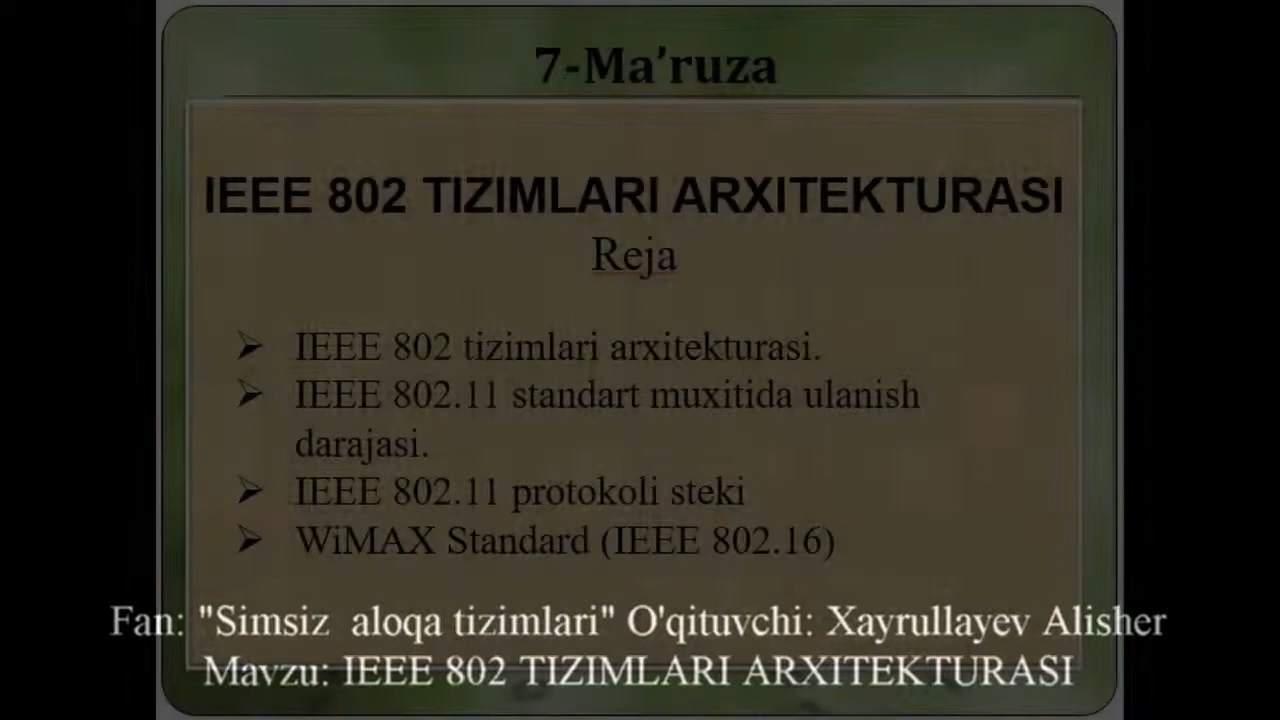 7-Ma'ruza
IEEE 802 TIZIMLARI ARXITEKTURASI
Reja
➢ IEEE 802 tizimlari arxitekturasi.
➢ IEEE 802.11 standart muxitida ulanish
darajasi.
➢ IEEE 802.11 protokoli steki
➢ WiMAX Standard (IEEE 802.16)
Fan: "Simsiz aloqa tizimlari" O'qituvchi: Xayrullayev Alisher
Mavzu: IEEE 802 TIZIMLARI ARXITEKTURASI